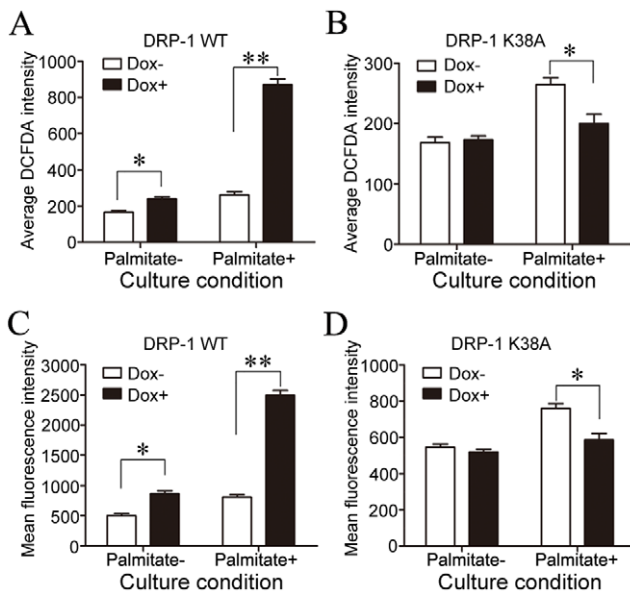 A
DRP-1 WT
Average DCFDA intensity
1000
800
600
400
200
0
Dox-
Dox+
*
**
Palmitate-
Palmitate+
Culture condition
B
DRP-1 K38A
Average DCFDA intensity
300
200
100
0
Dox-
Dox+
*
Palmitate-
Palmitate+
Culture condition
C
DRP-1 WT
Mean fluorescence intensity
3000
2500
2000
1500
1000
500
0
Dox-
Dox+
*
**
Palmitate-
Palmitate+
Culture condition
D
DRP-1 K38A
Mean fluorescence intensity
1000
800
600
400
200
0
Dox-
Dox+
*
Palmitate-
Palmitate+
Culture condition